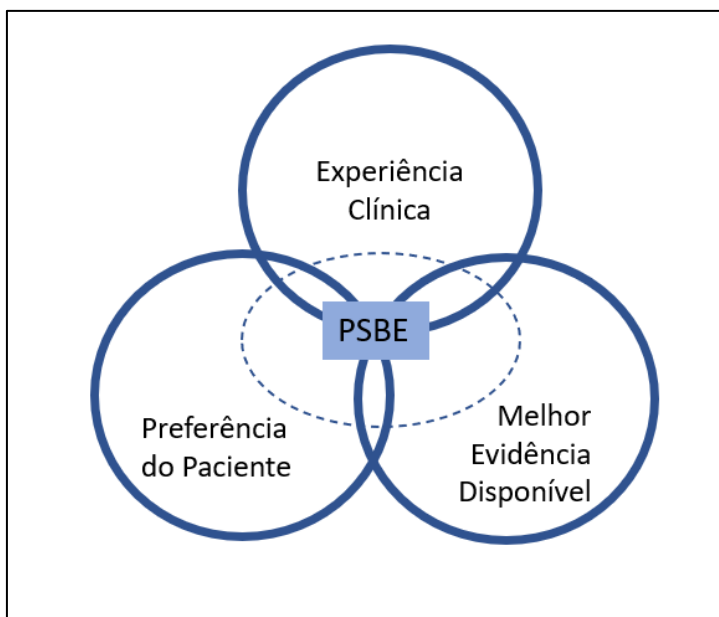 Experiência
Clínica
PSBE
Preferência
do Paciente
Melhor
Evidência
Disponível